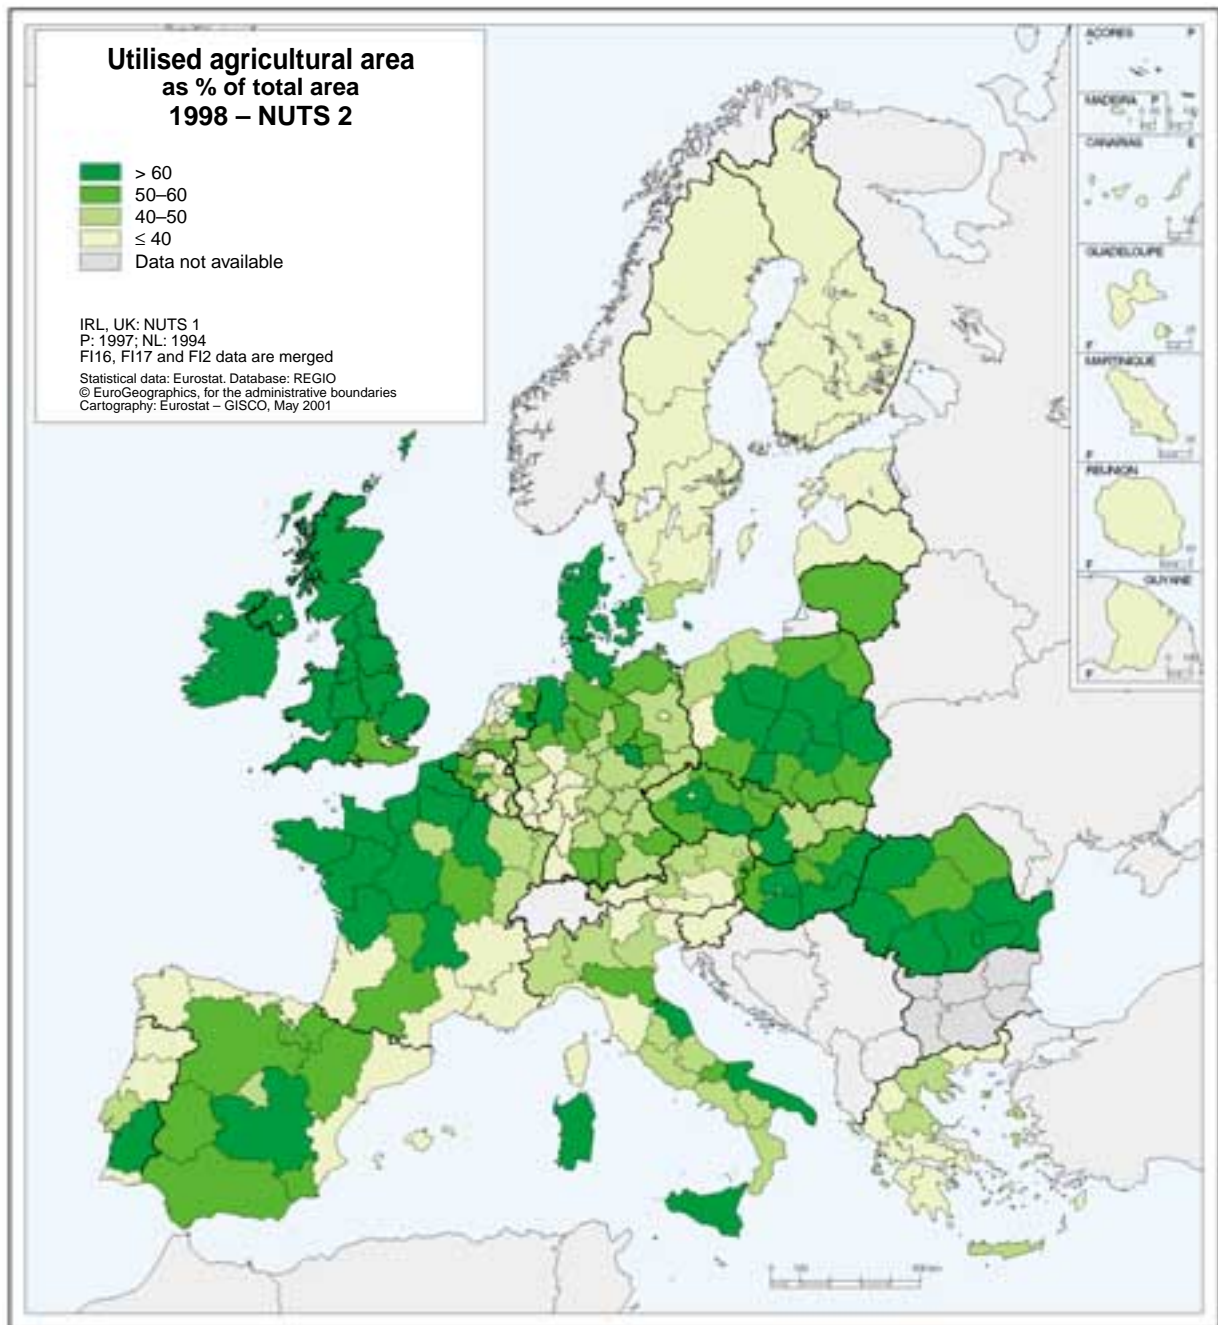 Utilised agricultural area
as % of total area
1998 – NUTS 2
> 60
50–60
40–50
≤ 40
Data not available
IRL, UK: NUTS 1
P: 1997; NL: 1994
FI16, FI17 and FI2 data are merged
Statistical data: Eurostat. Database: REGIO
© EuroGeographics, for the administrative boundaries
Cartography: Eurostat – GISCO, May 2001
AÇORES P
MADEIRA P
CANARIAS E
GUADELOUPE
F
MARTINIQUE
F
REUNION
F
GUYANE
F